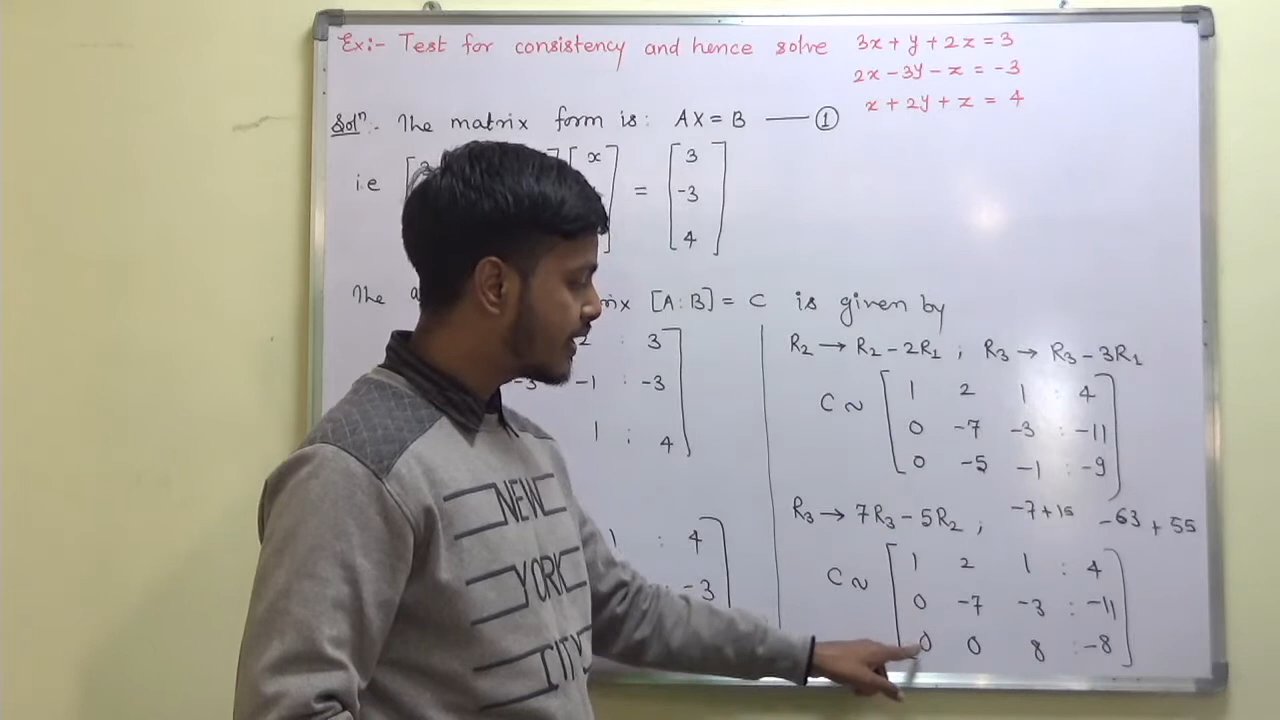 Ex:- Test for consistency and hence solve 3x + y + 2z = 3
2x - 3y - z = -3
x + 2y + z = 4
Solⁿ:- The matrix form is: AX = B —— ①
i.e [ x ] = [ 3
-3
4 ]
The [A:B] = C is given by
2 : 3
-3 -1 : -3
1 : 4
1 : 4
: -3
R₂ → R₂ - 2R₁ ; R₃ → R₃ - 3R₁
C ~ [ 1 2 1 : 4
0 -7 -3 : -11
0 -5 -1 : -9 ]
R₃ → 7R₃ - 5R₂ ; -7 + 15 -63 + 55
C ~ [ 1 2 1 : 4
0 -7 -3 : -11
0 0 8 : -8 ]
NEW
YORK
CITY